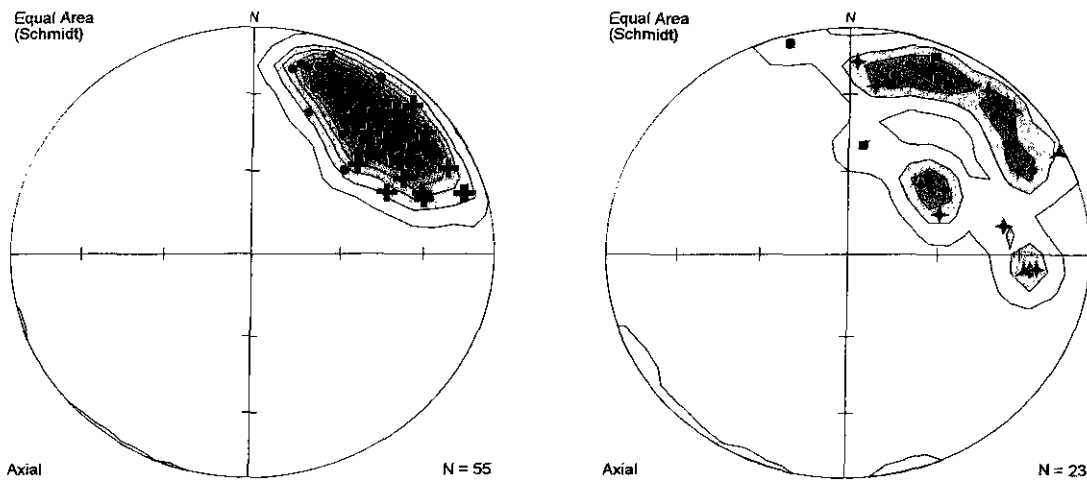 Equal Area
(Schmidt)
N
Axial
N = 55
Equal Area
(Schmidt)
N
Axial
N = 23